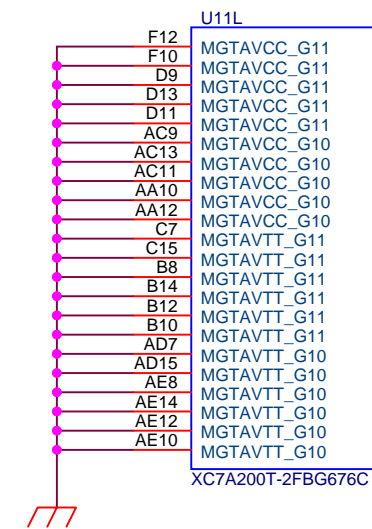 U11L
F12 MGTAVCC_G11
F10 MGTAVCC_G11
D9 MGTAVCC_G11
D13 MGTAVCC_G11
D11 MGTAVCC_G11
AC9 MGTAVCC_G10
AC13 MGTAVCC_G10
AC11 MGTAVCC_G10
AA10 MGTAVCC_G10
AA12 MGTAVCC_G10
C7 MGTAVTT_G11
C15 MGTAVTT_G11
B8 MGTAVTT_G11
B14 MGTAVTT_G11
B12 MGTAVTT_G11
B10 MGTAVTT_G11
AD7 MGTAVTT_G10
AD15 MGTAVTT_G10
AE8 MGTAVTT_G10
AE14 MGTAVTT_G10
AE12 MGTAVTT_G10
AE10 MGTAVTT_G10
XC7A200T-2FBG676C